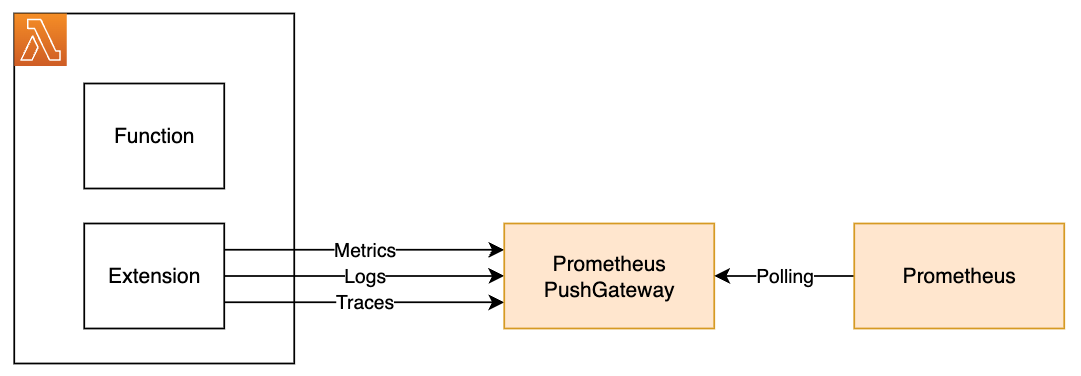 Function
Extension
Metrics
Logs
Traces
Prometheus
PushGateway
Polling
Prometheus